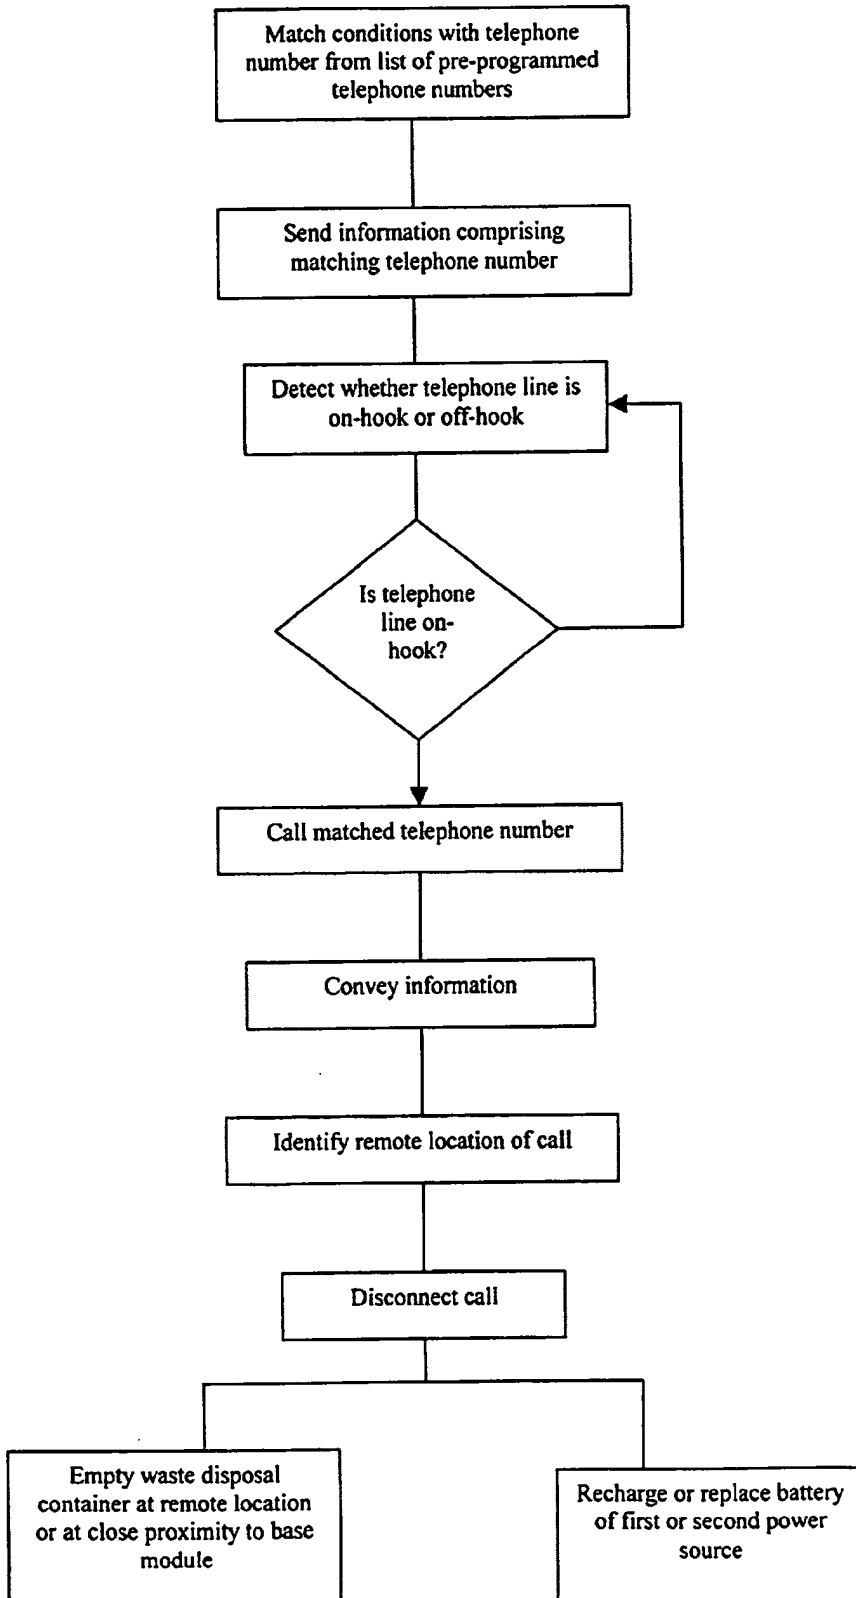 Match conditions with telephone
number from list of pre-programmed
telephone numbers
Send information comprising
matching telephone number
Detect whether telephone line is
on-hook or off-hook
Is telephone
line on-
hook?
Call matched telephone number
Convey information
Identify remote location of call
Disconnect call
Empty waste disposal
container at remote location
or at close proximity to base
module
Recharge or replace battery
of first or second power
source